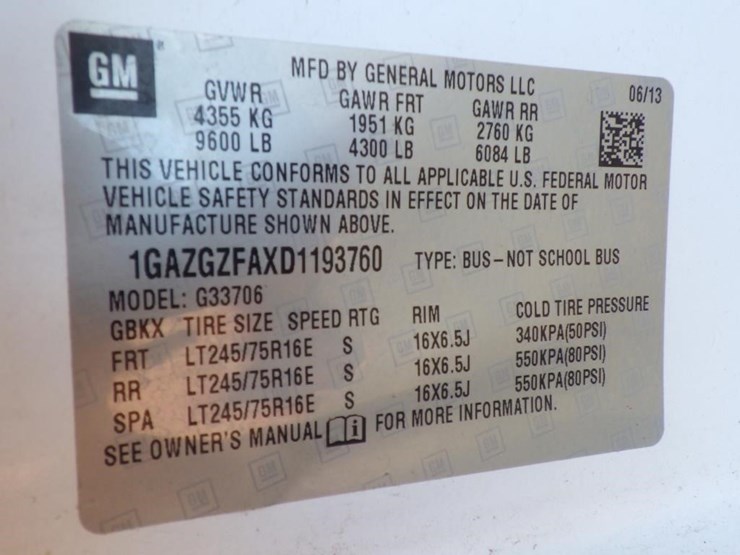 GM
MFD BY GENERAL MOTORS LLC 06/13
GVWR GAWR FRT GAWR RR
4355 KG 1951 KG 2760 KG
9600 LB 4300 LB 6084 LB
THIS VEHICLE CONFORMS TO ALL APPLICABLE U.S. FEDERAL MOTOR
VEHICLE SAFETY STANDARDS IN EFFECT ON THE DATE OF
MANUFACTURE SHOWN ABOVE.
1GAZGZFAXD1193760 TYPE: BUS-NOT SCHOOL BUS
MODEL: G33706
GBKX TIRE SIZE SPEED RTG RIM COLD TIRE PRESSURE
FRT LT245/75R16E S 16X6.5J 340KPA(50PSI)
RR LT245/75R16E S 16X6.5J 550KPA(80PSI)
SPA LT245/75R16E S 16X6.5J 550KPA(80PSI)
SEE OWNER'S MANUAL i FOR MORE INFORMATION.